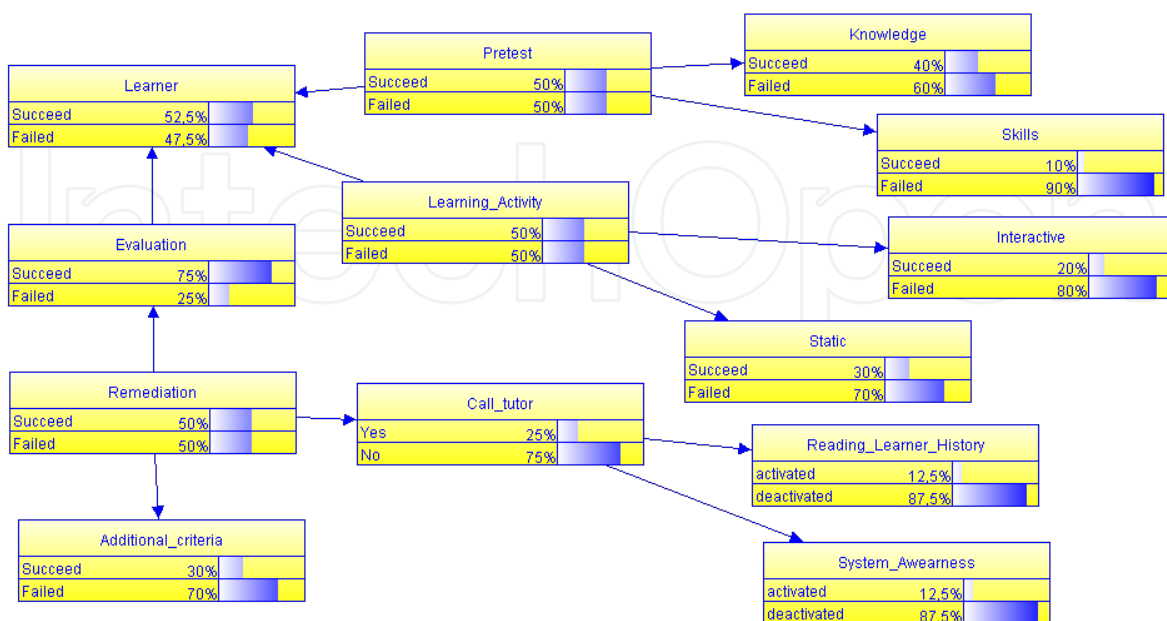 Pretest
Succeed 50%
Failed 50%
Knowledge
Succeed 40%
Failed 60%
Learner
Succeed 52,5%
Failed 47,5%
Skills
Succeed 10%
Failed 90%
Learning_Activity
Succeed 50%
Failed 50%
Evaluation
Succeed 75%
Failed 25%
Interactive
Succeed 20%
Failed 80%
Static
Succeed 30%
Failed 70%
Remediation
Succeed 50%
Failed 50%
Call_tutor
Yes 25%
No 75%
Reading_Learner_History
activated 12,5%
deactivated 87,5%
Additional_criteria
Succeed 30%
Failed 70%
System_Awearness
activated 12,5%
deactivated 87,5%
IntechOpen